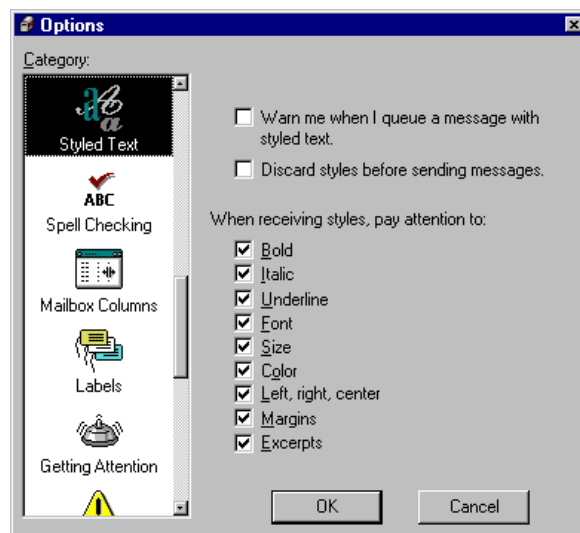 Options
Category:
Styled Text
ABC
Spell Checking
Mailbox Columns
Labels
Getting Attention
Warn me when I queue a message with
styled text.
Discard styles before sending messages.
When receiving styles, pay attention to:
Bold
Italic
Underline
Font
Size
Color
Left, right, center
Margins
Excerpts
OK
Cancel